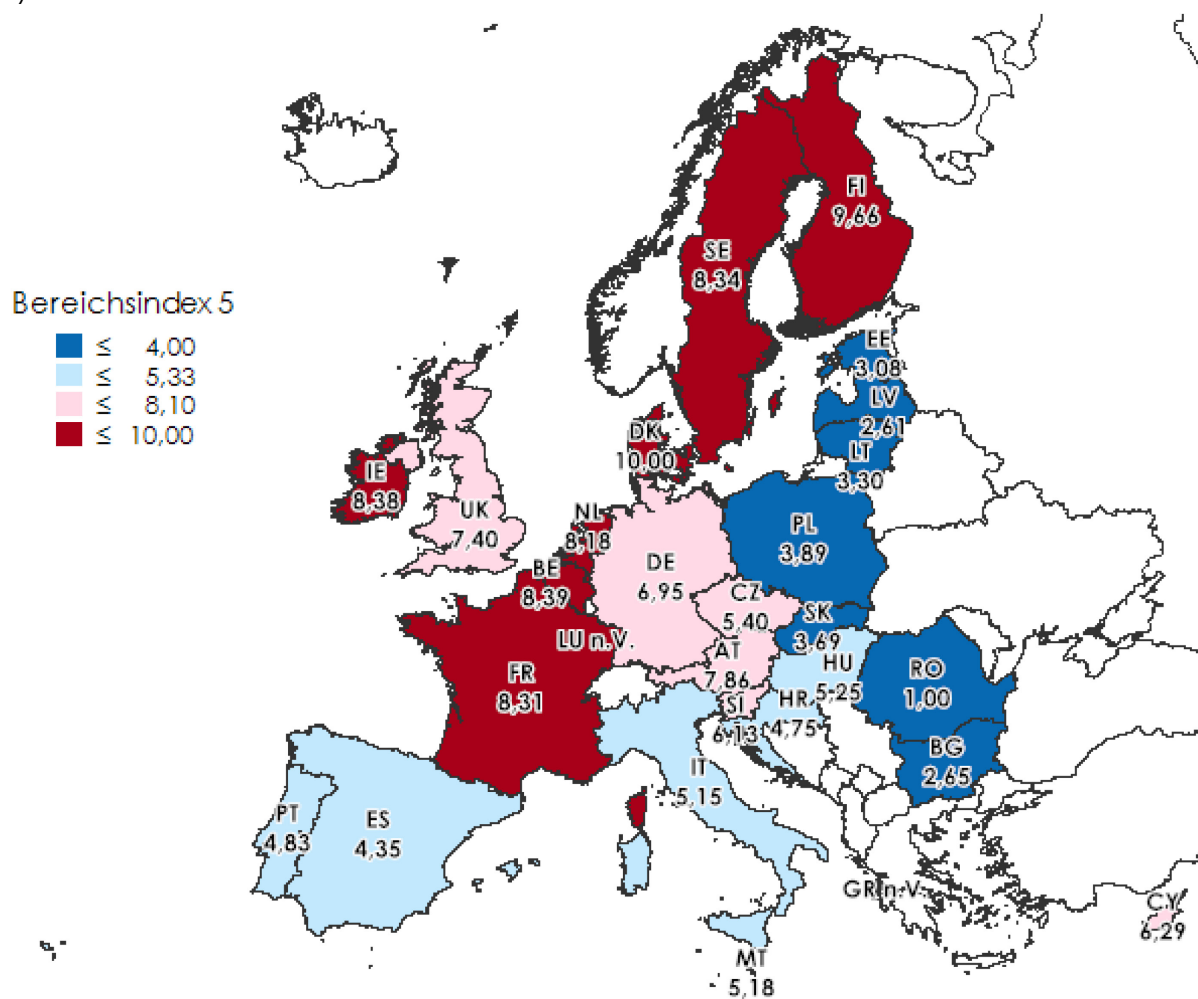 FI
9,66
SE
8,34
Bereichsindex 5
≤ 4,00
≤ 5,33
≤ 8,10
≤ 10,00
EE
3,08
LV
2,61
LT
3,30
DK
10,00
IE
8,38
UK
7,40
NL
8,18
PL
3,89
DE
6,95
BE
8,39
CZ
5,40
SK
3,69
LU n.V.
AT
7,86
HU
5,25
RO
1,00
FR
8,31
SI
6,13
HR
4,75
BG
2,65
IT
5,15
PT
4,83
ES
4,35
GR n.V.
CY
6,29
MT
5,18